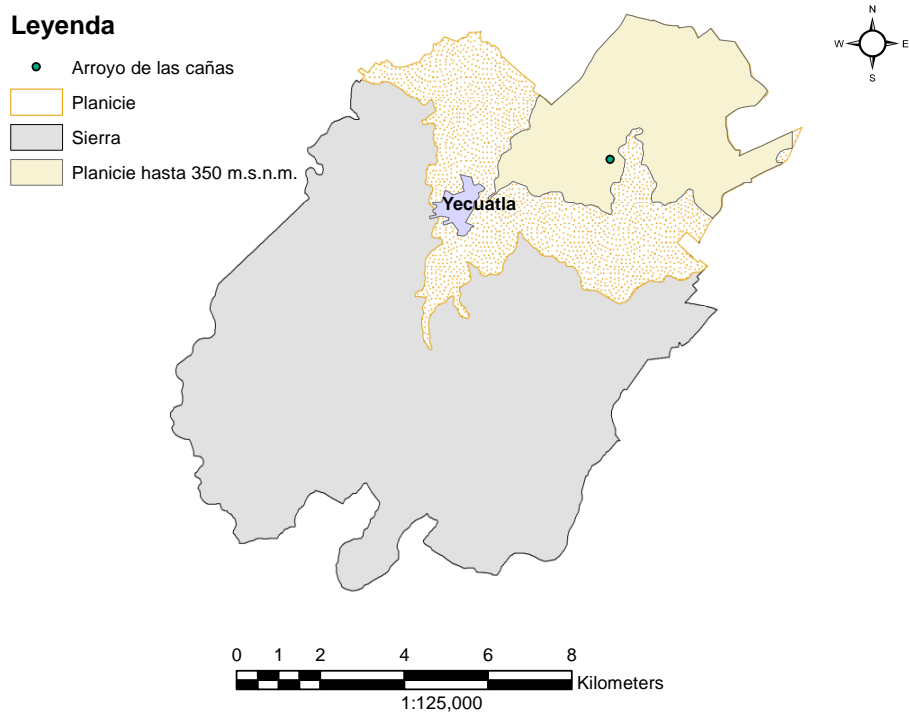 Leyenda
Arroyo de las cañas
Planicie
Sierra
Planicie hasta 350 m.s.n.m.
N
W E
S
Yecuatla
0 1 2 4 6 8
Kilometers
1:125,000